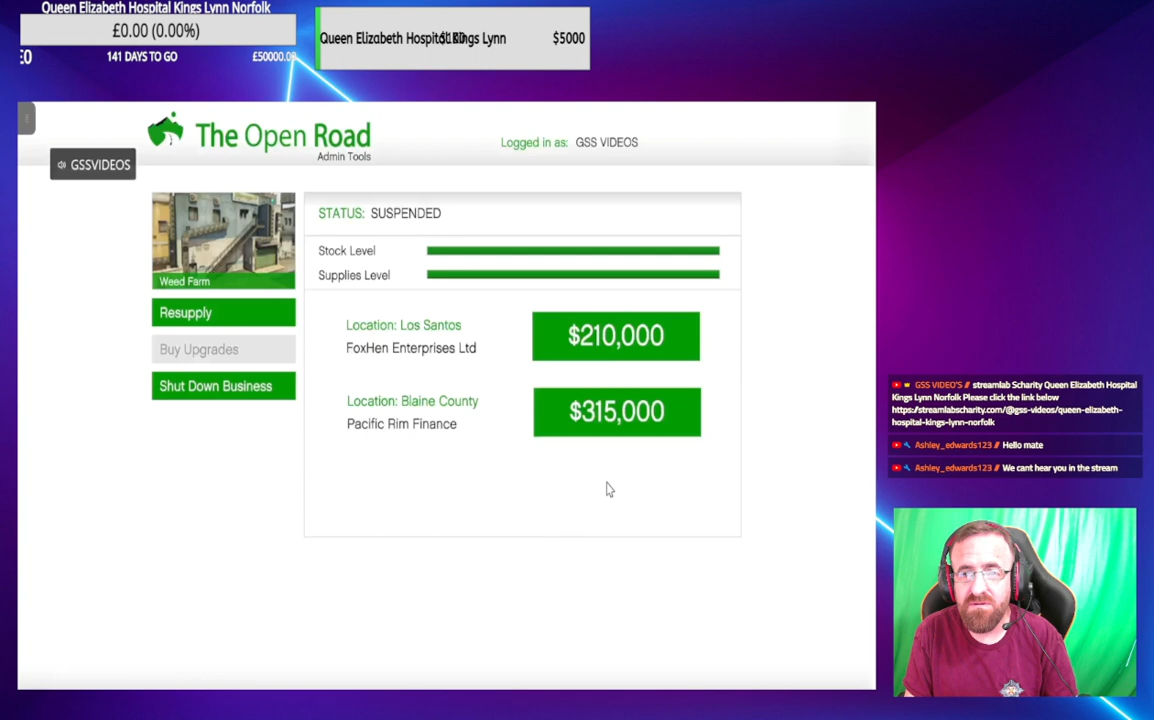 Queen Elizabeth Hospital Kings Lynn Norfolk
£0.00 (0.00%)
141 DAYS TO GO
£50000.00
Queen Elizabeth Hospital Kings Lynn
$5000
The Open Road
Admin Tools
Logged in as: GSS VIDEOS
GSSVIDEOS
Weed Farm
Resupply
Buy Upgrades
Shut Down Business
STATUS: SUSPENDED
Stock Level
Supplies Level
Location: Los Santos
FoxHen Enterprises Ltd
$210,000
Location: Blaine County
Pacific Rim Finance
$315,000
GSS VIDEO'S // streamlab Scharity Queen Elizabeth Hospital
Kings Lynn Norfolk Please click the link below
https://streamlabscharity.com/@gss-videos/queen-elizabeth-
hospital-kings-lynn-norfolk
Ashley_edwards123 // Hello mate
Ashley_edwards123 // We cant hear you in the stream